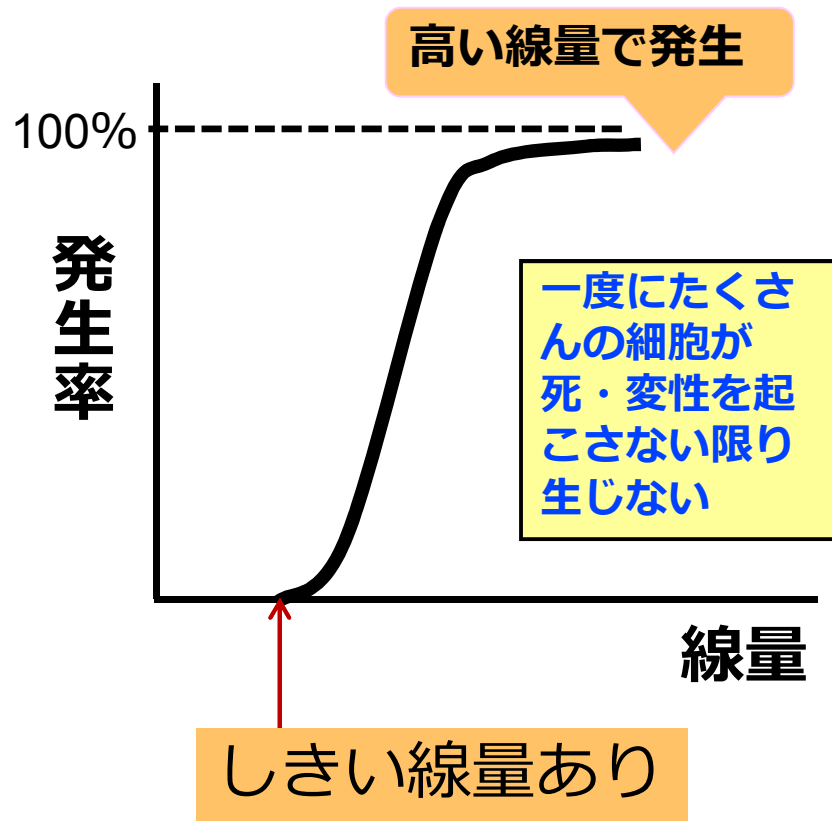 高い線量で発生
100%
発生率
一度にたくさ
んの細胞が
死・変性を起
こさない限り
生じない
線量
しきい線量あり